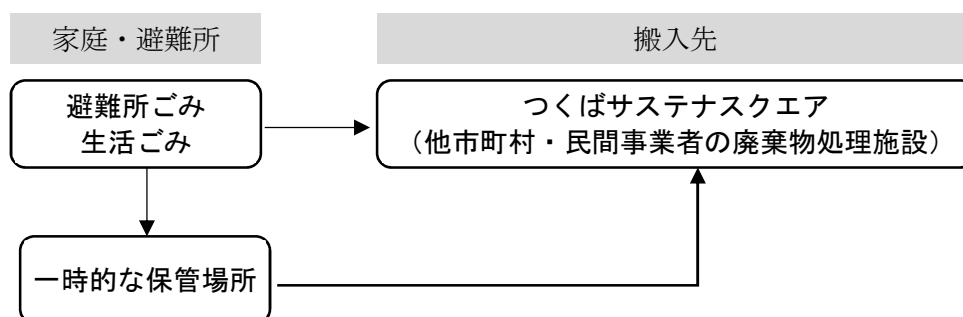 家庭・避難所
搬入先
避難所ごみ
生活ごみ
つくばサステナスクエア
（他市町村・民間事業者の廃棄物処理施設）
一時的な保管場所